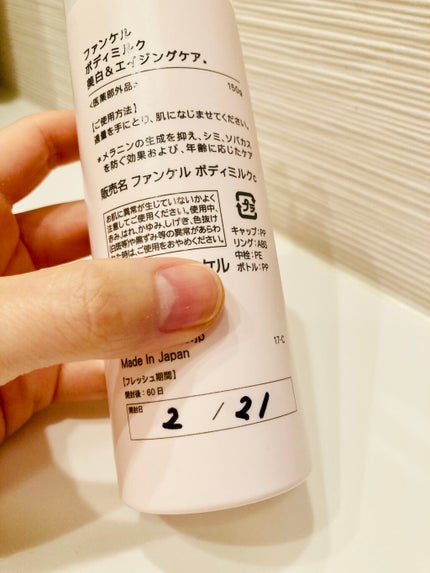 ファンケル
ボディミルク
美白&エイジングケア*
<医薬部外品>
150g
【ご使用方法】
適量を手にとり、肌になじませてください。
*メラニンの生成を抑え、シミ、ソバカス
を防ぐ効果および、年齢に応じたケア
販売名 ファンケル ボディミルクc
お肌に異常が生じていないかよく
注意してご使用ください。使用中、
赤み、はれ、かゆみ、しげき、色抜け
(白斑等)や黒ずみ等の異常があらわ
れた時は、ご使用をおやめください。
プラ
キャップ:PP
リング:ABS
中栓:PE
ボトル:PP
ケル
17-C
Made In Japan
【フレッシュ期間】
開封後:60日
開封日
2 / 21